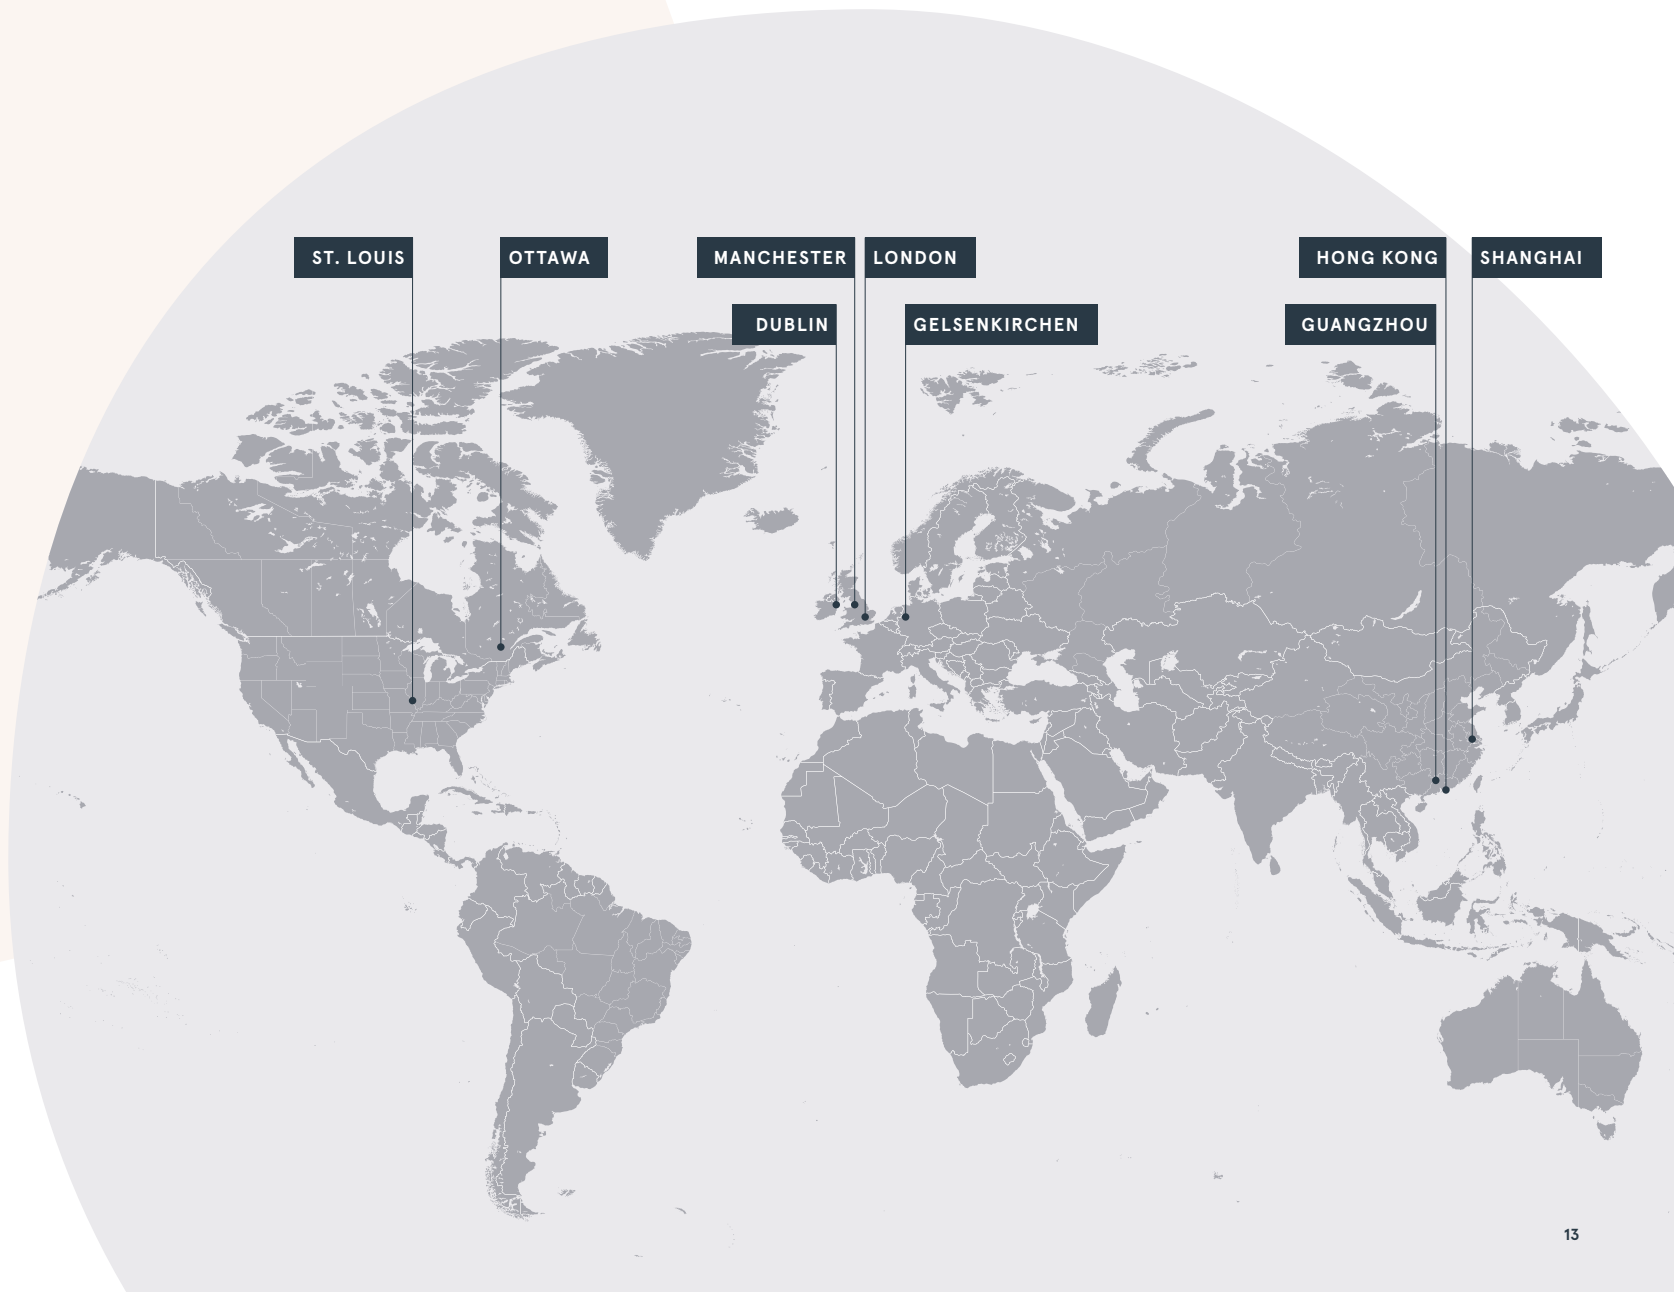 ST. LOUIS
OTTAWA
MANCHESTER
LONDON
HONG KONG
SHANGHAI
DUBLIN
GELSENKIRCHEN
GUANGZHOU
13